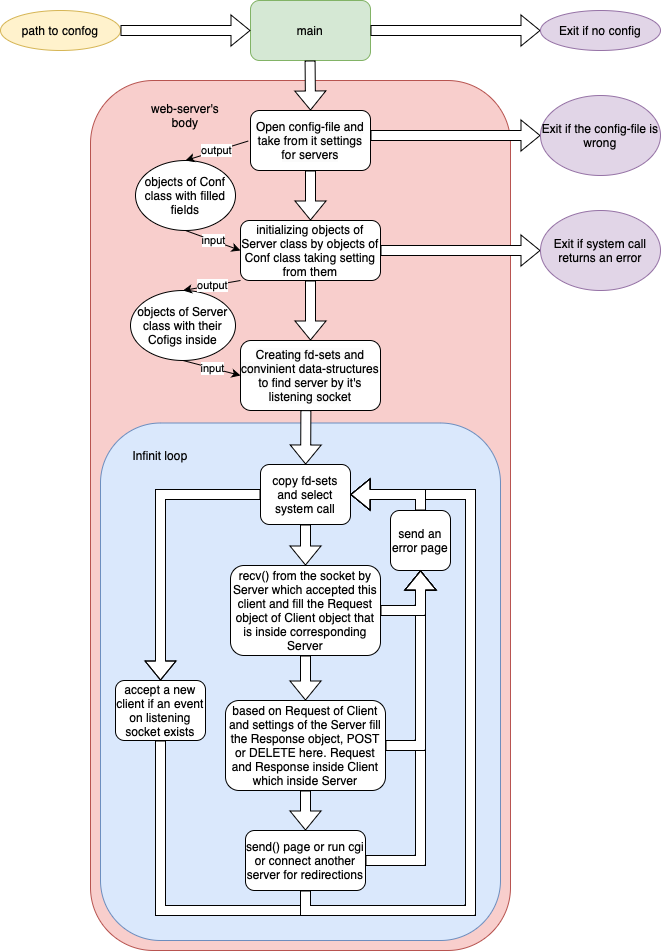 path to confog
main
Exit if no config
web-server's
body
Open config-file and
take from it settings
for servers
Exit if the config-file is
wrong
output
objects of Conf
class with filled
fields
input
initializing objects of
Server class by objects of
Conf class taking setting
from them
Exit if system call
returns an error
output
objects of Server
class with their
Cofigs inside
input
Creating fd-sets and
convinient data-structures
to find server by it's
listening socket
Infinit loop
copy fd-sets
and select
system call
send an
error page
recv() from the socket by
Server which accepted this
client and fill the Request
object of Client object that
is inside corresponding
Server
accept a new
client if an event
on listening
socket exists
based on Request of Client
and settings of the Server fill
the Response object, POST
or DELETE here. Request
and Response inside Client
which inside Server
send() page or run cgi
or connect another
server for redirections